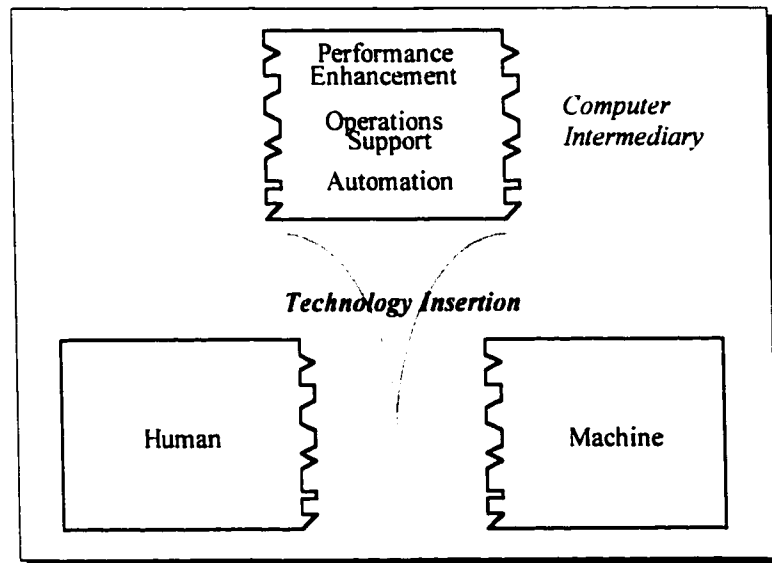 Performance
Enhancement
Operations
Support
Automation
Computer
Intermediary
Technology Insertion
Human
Machine